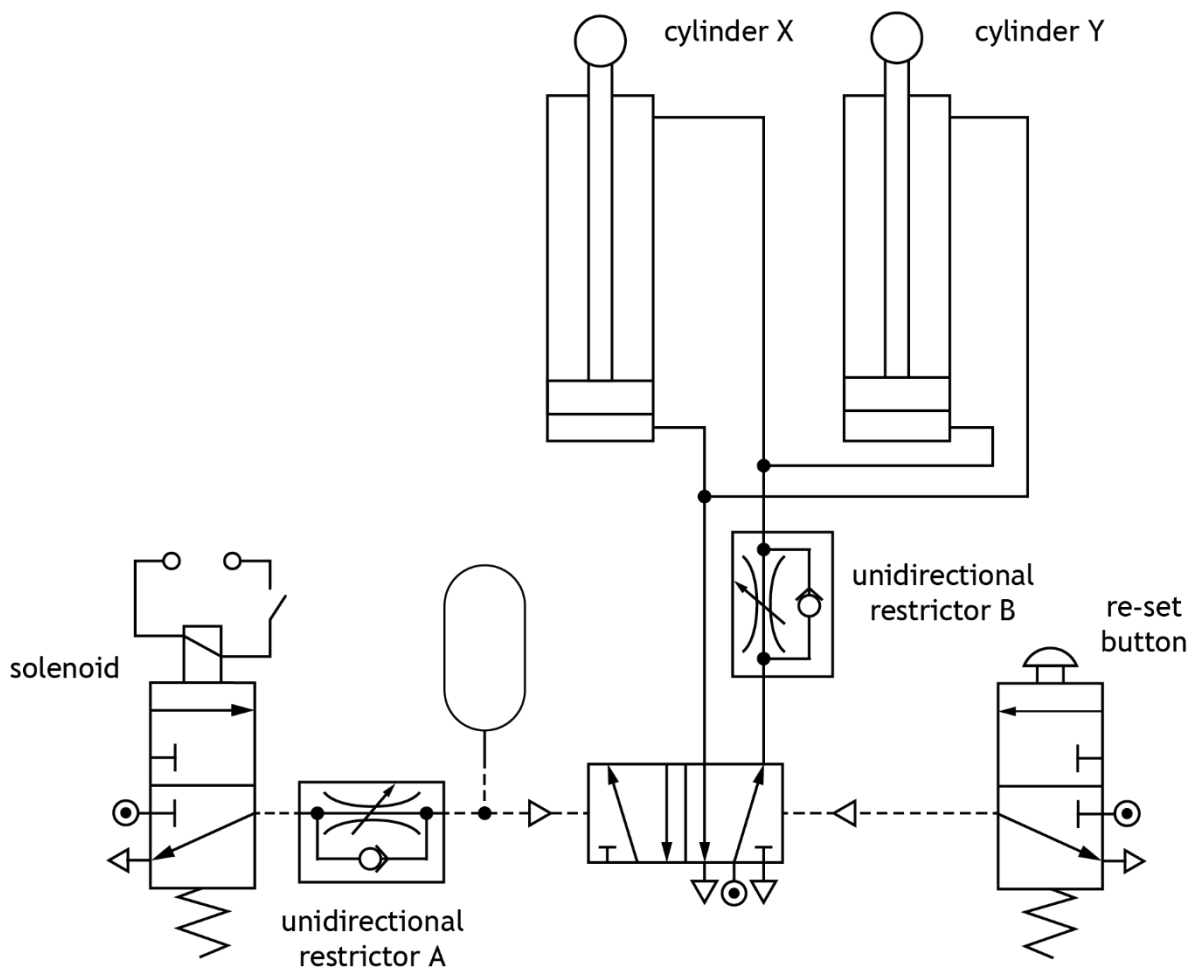 cylinder X
cylinder Y
unidirectional
restrictor B
re-set
button
solenoid
unidirectional
restrictor A